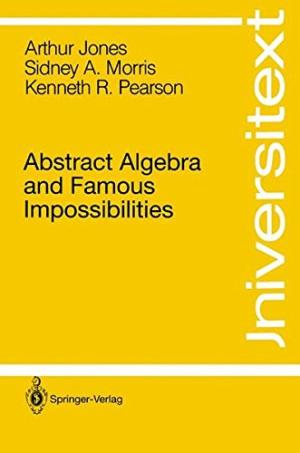 Arthur Jones
Sidney A. Morris
Kenneth R. Pearson
Abstract Algebra
and Famous
Impossibilities
Universitext
Springer-Verlag